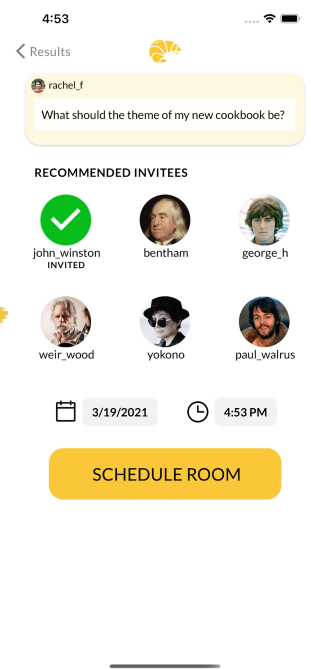 4:53
Results
rachel_f
What should the theme of my new cookbook be?
RECOMMENDED INVITEES
john_winston bentham george_h
INVITED
weir_wood yokono paul_walrus
3/19/2021 4:53 PM
SCHEDULE ROOM